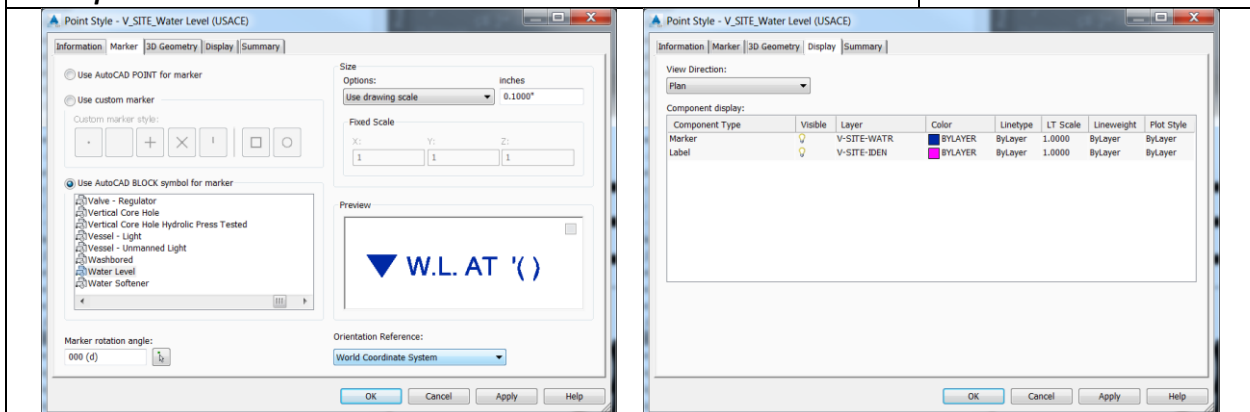 Point Style - V_SITE_Water Level (USACE)
Information Marker 3D Geometry Display Summary
Use AutoCAD POINT for marker
Use custom marker
Custom marker style:
Use AutoCAD BLOCK symbol for marker
Valve - Regulator
Vertical Core Hole
Vertical Core Hole Hydrolic Press Tested
Vessel - Light
Vessel - Unmanned Light
Washbored
Water Level
Water Softener
Marker rotation angle:
000 (d)
Size
Options: inches
Use drawing scale 0.1000"
Fixed Scale
X: Y: Z:
1 1 1
Preview
W.L. AT '( )
Orientation Reference:
World Coordinate System
OK Cancel Apply Help
Point Style - V_SITE_Water Level (USACE)
Information Marker 3D Geometry Display Summary
View Direction:
Plan
Component display:
Component Type Visible Layer Color Linetype LT Scale Lineweight Plot Style
Marker V-SITE-WATR BYLAYER ByLayer 1.0000 ByLayer ByLayer
Label V-SITE-IDEN BYLAYER ByLayer 1.0000 ByLayer ByLayer
OK Cancel Apply Help